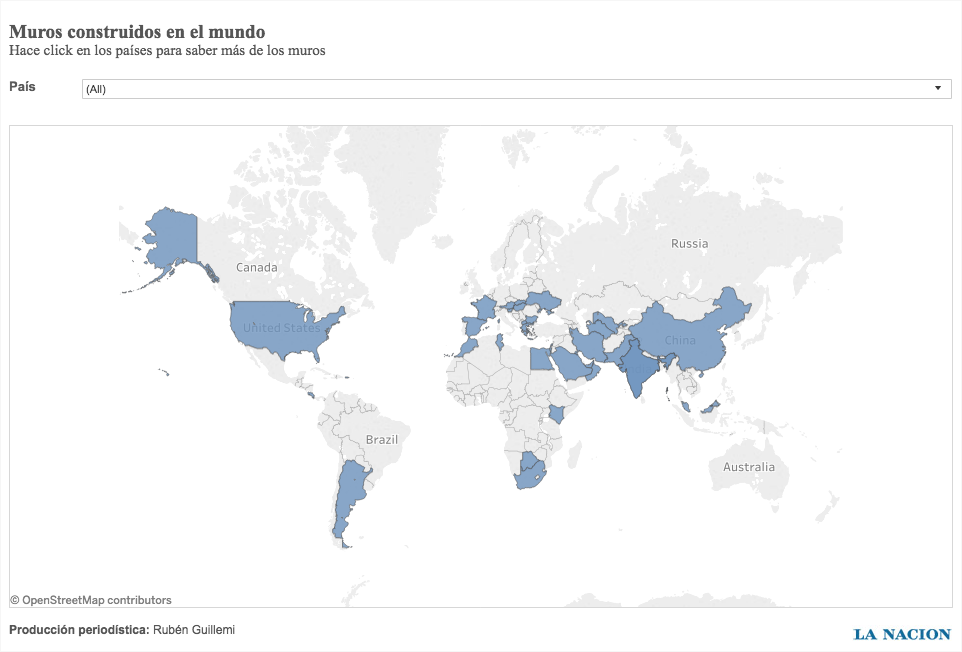 Muros construidos en el mundo
Hace click en los países para saber más de los muros
País
(All)
Russia
Canada
United States
China
Brazil
Australia
© OpenStreetMap contributors
Producción periodística: Rubén Guillemi
LA NACION